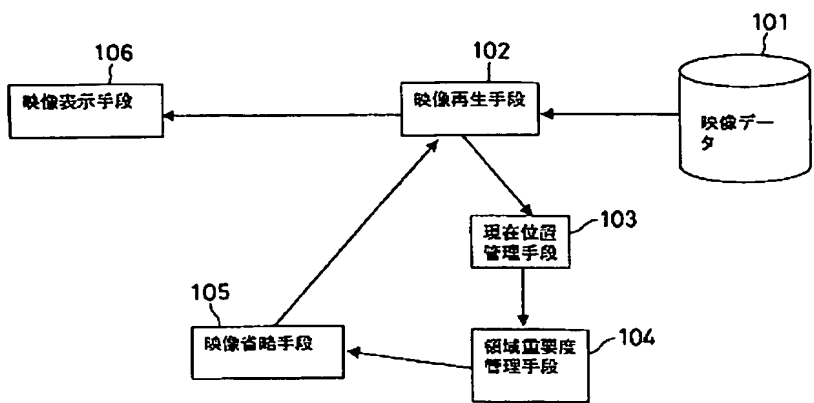 101
106
102
映像表示手段
映像再生手段
映像デー
タ
103
現在位置
管理手段
105
映像省略手段
104
領域重要度
管理手段